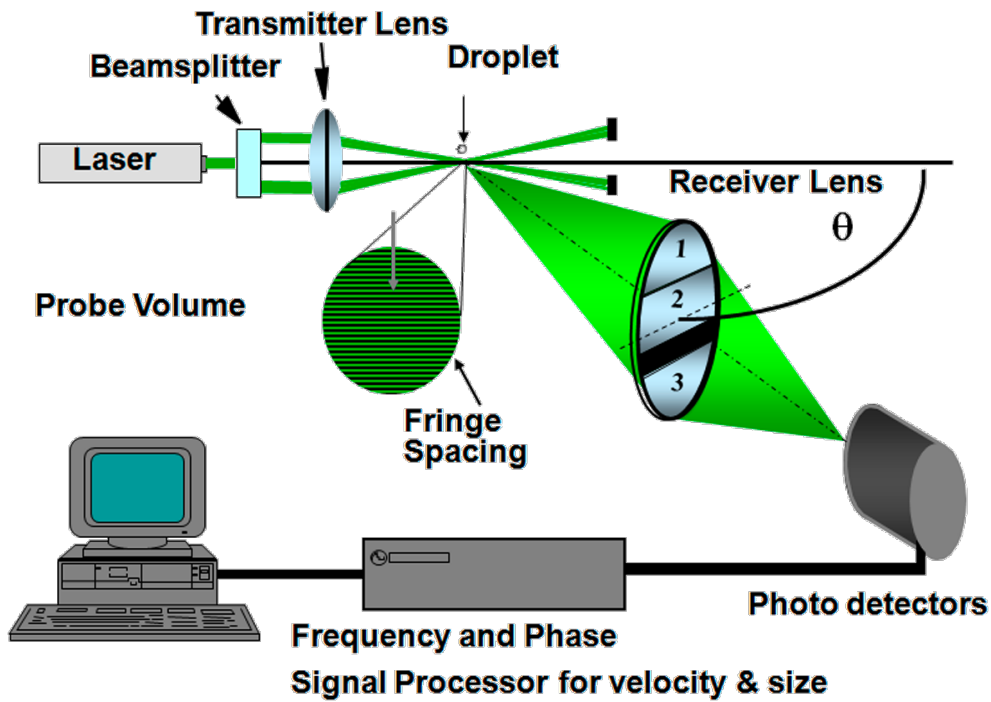 Transmitter Lens
Beamsplitter
Droplet
Laser
Receiver Lens
θ
1
2
3
Probe Volume
Fringe
Spacing
Photo detectors
Frequency and Phase
Signal Processor for velocity & size